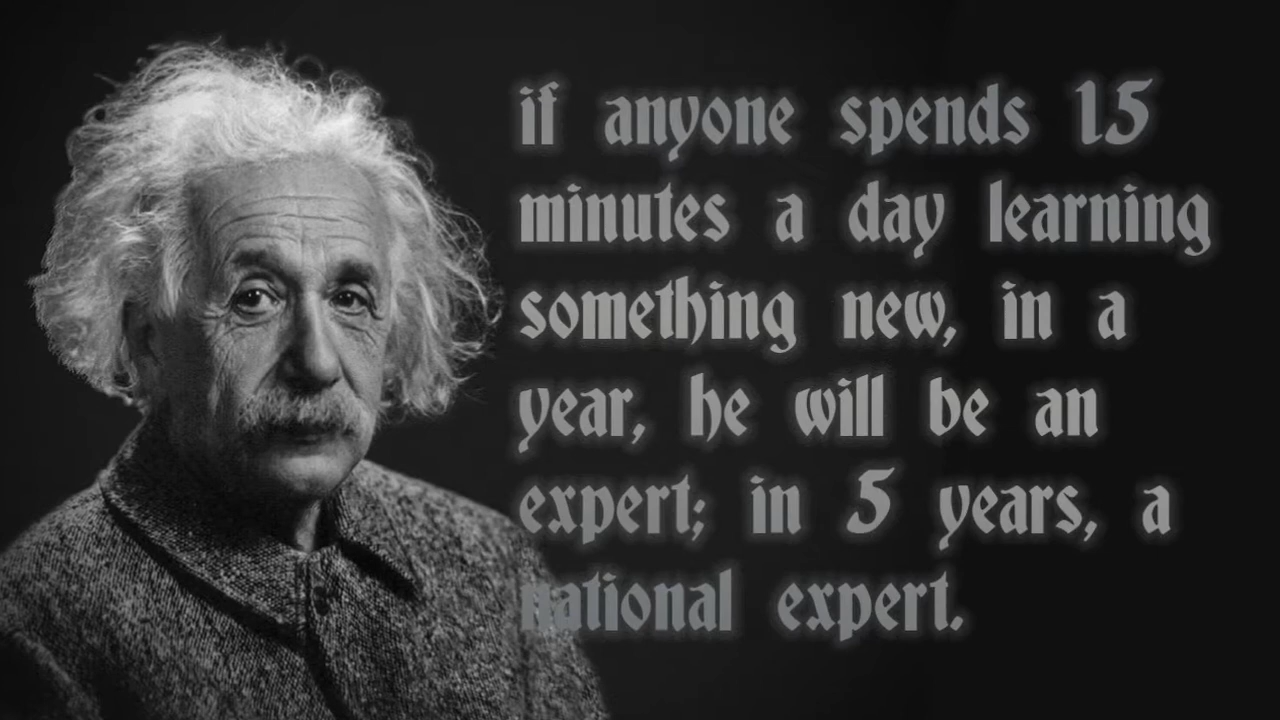 if anyone spends 15
minutes a day learning
something new, in a
year, he will be an
expert; in 5 years, a
national expert.